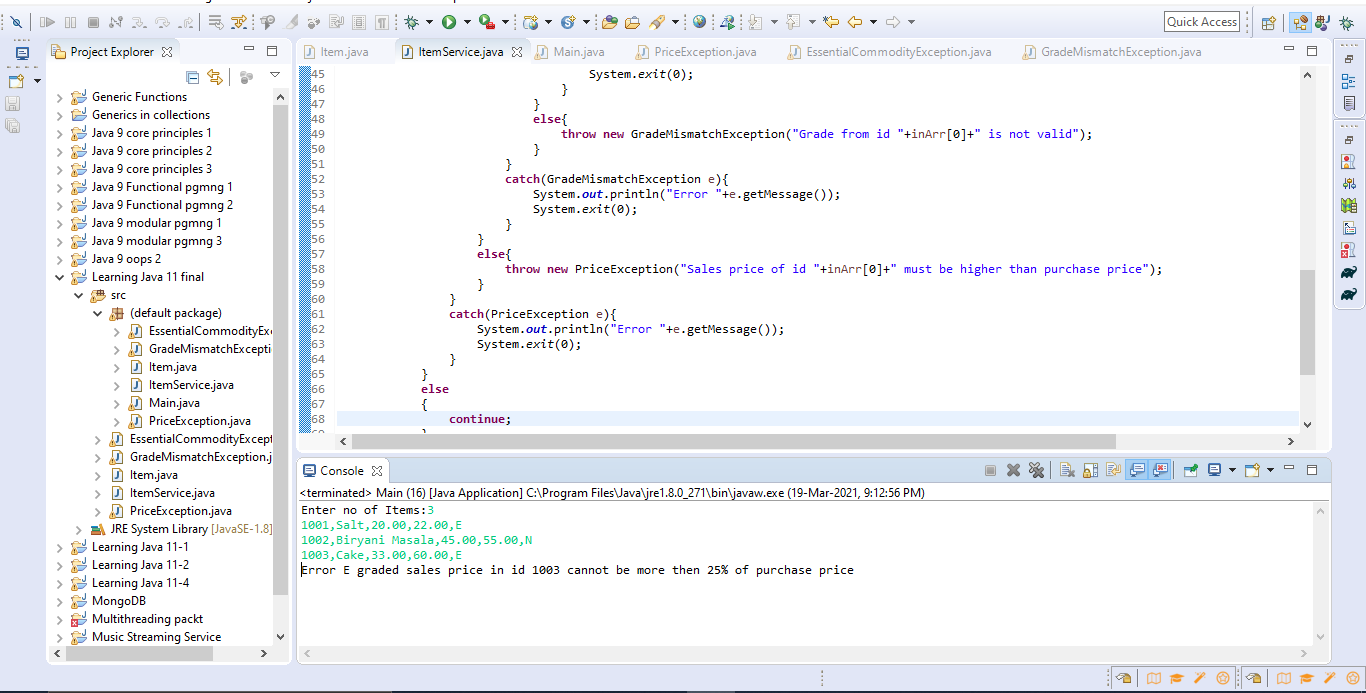 Quick Access
Project Explorer
Generic Functions
Generics in collections
Java 9 core principles 1
Java 9 core principles 2
Java 9 core principles 3
Java 9 Functional pgmng 1
Java 9 Functional pgmng 2
Java 9 modular pgmng 1
Java 9 modular pgmng 3
Java 9 oops 2
Learning Java 11 final
src
(default package)
EssentialCommodityEx
GradeMismatchExcepti
Item.java
ItemService.java
Main.java
PriceException.java
EssentialCommodityExcept
GradeMismatchException.j
Item.java
ItemService.java
PriceException.java
JRE System Library [JavaSE-1.8]
Learning Java 11-1
Learning Java 11-2
Learning Java 11-4
MongoDB
Multithreading packt
Music Streaming Service
Item.java ItemService.java Main.java PriceException.java EssentialCommodityException.java GradeMismatchException.java
45 System.exit(0);
46 }
47 }
48 else{
49 throw new GradeMismatchException("Grade from id "+inArr[0]+" is not valid");
50 }
51 }
52 catch(GradeMismatchException e){
53 System.out.println("Error "+e.getMessage());
54 System.exit(0);
55 }
56 }
57 else{
58 throw new PriceException("Sales price of id "+inArr[0]+" must be higher than purchase price");
59 }
60 }
61 catch(PriceException e){
62 System.out.println("Error "+e.getMessage());
63 System.exit(0);
64 }
65 }
66 else
67 {
68 continue;
Console
<terminated> Main (16) [Java Application] C:\Program Files\Java\jre1.8.0_271\bin\javaw.exe (19-Mar-2021, 9:12:56 PM)
Enter no of Items:3
1001,Salt,20.00,22.00,E
1002,Biryani Masala,45.00,55.00,N
1003,Cake,33.00,60.00,E
Error E graded sales price in id 1003 cannot be more then 25% of purchase price